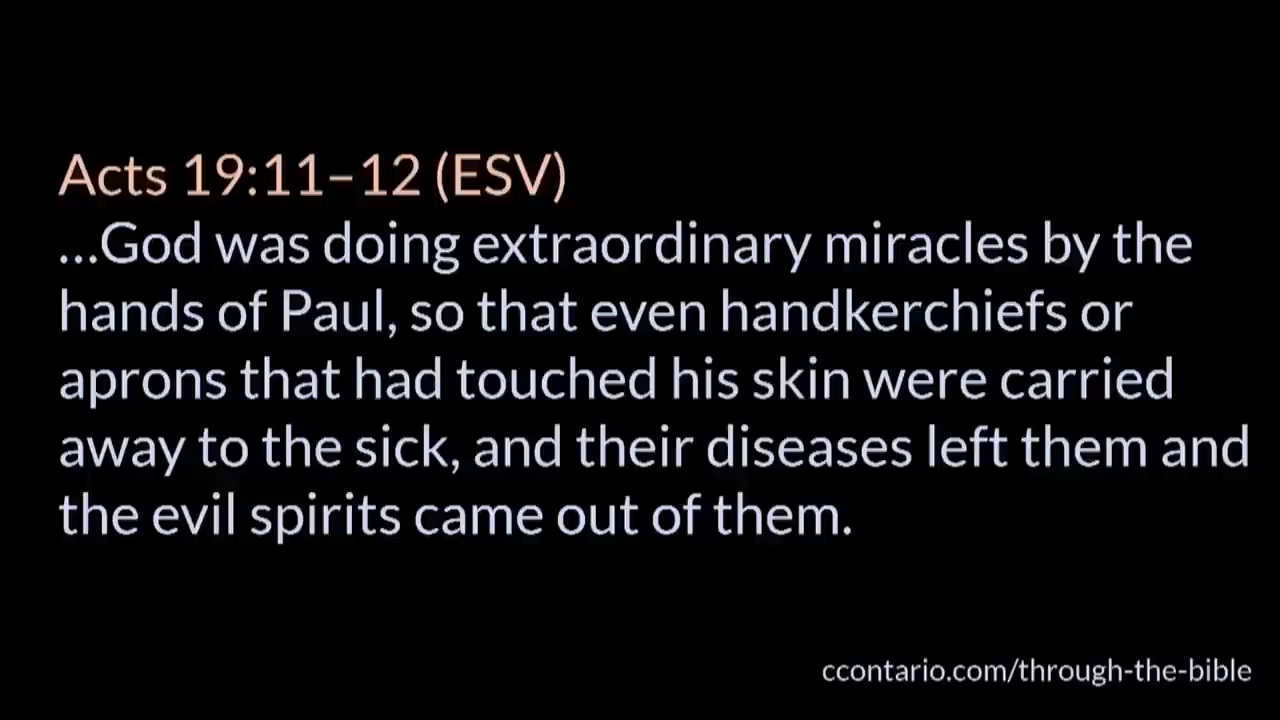 Acts 19:11–12 (ESV)
…God was doing extraordinary miracles by the
hands of Paul, so that even handkerchiefs or
aprons that had touched his skin were carried
away to the sick, and their diseases left them and
the evil spirits came out of them.
ccontario.com/through-the-bible